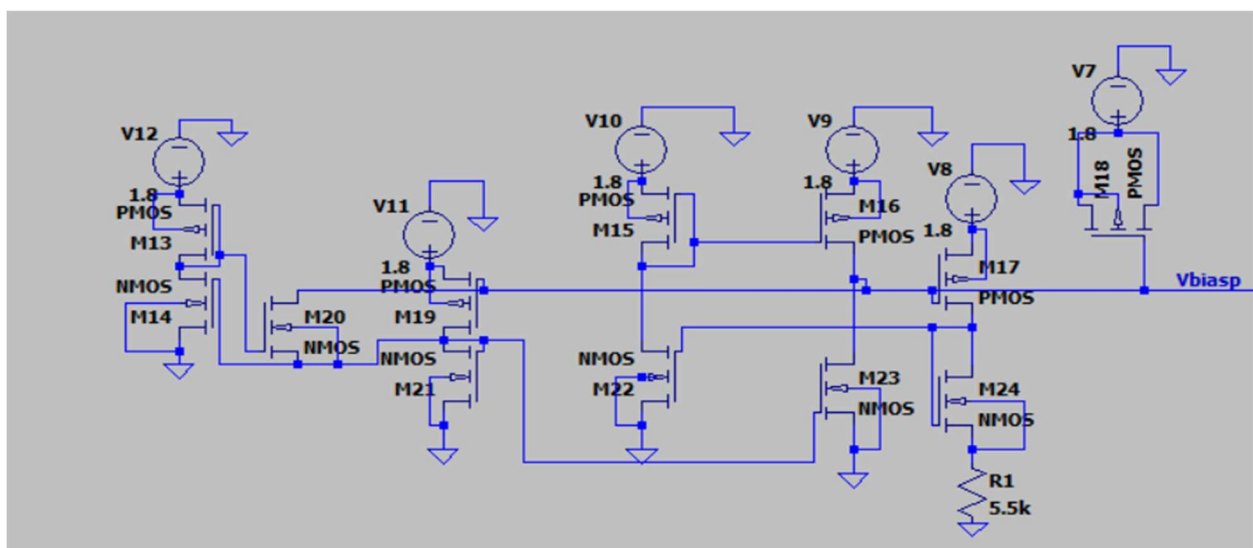 V12
1.8
PMOS
M13
NMOS
M14
M20
NMOS
V11
1.8
PMOS
M19
NMOS
M21
V10
1.8
PMOS
M15
NMOS
M22
V9
1.8
M16
PMOS
M23
NMOS
V8
1.8
M17
PMOS
M24
NMOS
R1
5.5k
V7
1.8
M18
PMOS
Vbiasp